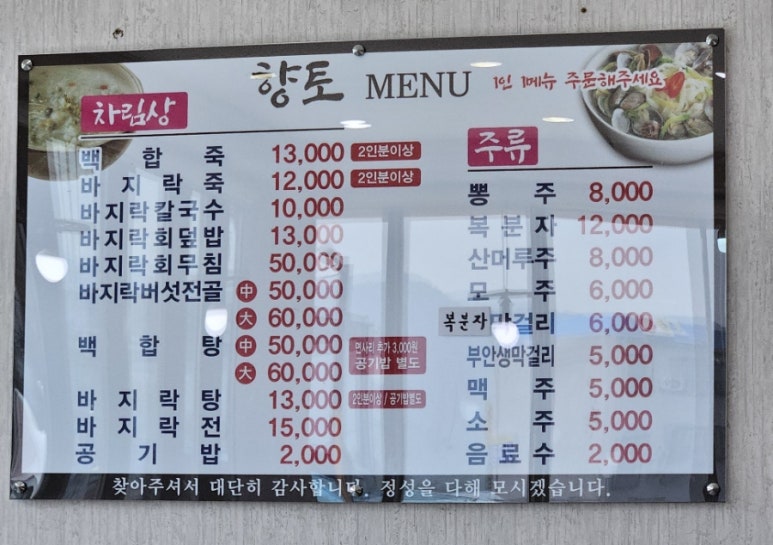 향토 MENU 1인 1메뉴 주문해주세요
차림상
백합죽 13,000 2인분이상
바지락죽 12,000 2인분이상
바지락칼국수 10,000
바지락회덮밥 13,000
바지락회무침 50,000
바지락버섯전골 中 50,000
大 60,000
백합탕 中 50,000 면사리 추가 3,000원
大 60,000 공기밥 별도
바지락탕 13,000 2인분이상 / 공기밥별도
바지락전 15,000
공기밥 2,000
주류
뽕주 8,000
복분자 12,000
산머루주 8,000
모주 6,000
복분자 막걸리 6,000
부안생막걸리 5,000
맥주 5,000
소주 5,000
음료수 2,000
찾아주셔서 대단히 감사합니다. 정성을 다해 모시겠습니다.